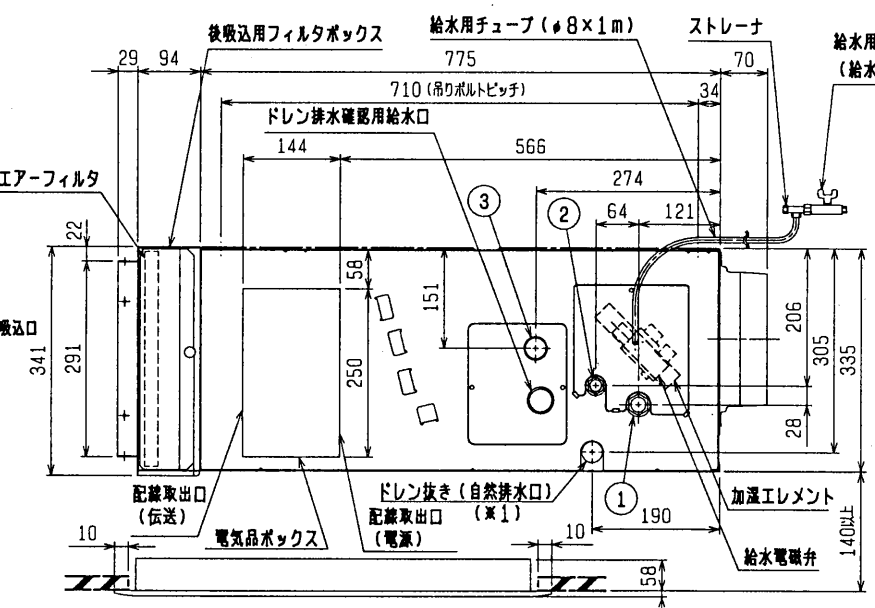 後吸込用フィルタボックス
給水用チューブ(φ8×1m)
ストレーナ
給水用
(給水
29
94
775
70
710(吊りボルトピッチ)
34
ドレン排水確認用給水口
144
566
エアーフィルタ
274
3
2
64
121
22
58
151
206
吸込口
341
291
250
305
335
28
配線取出口
(伝送)
ドレン抜き(自然排水口)
(※1)
1
加湿エレメント
配線取出口
(電源)
190
140以上
10
電気品ボックス
10
給水電磁弁
58